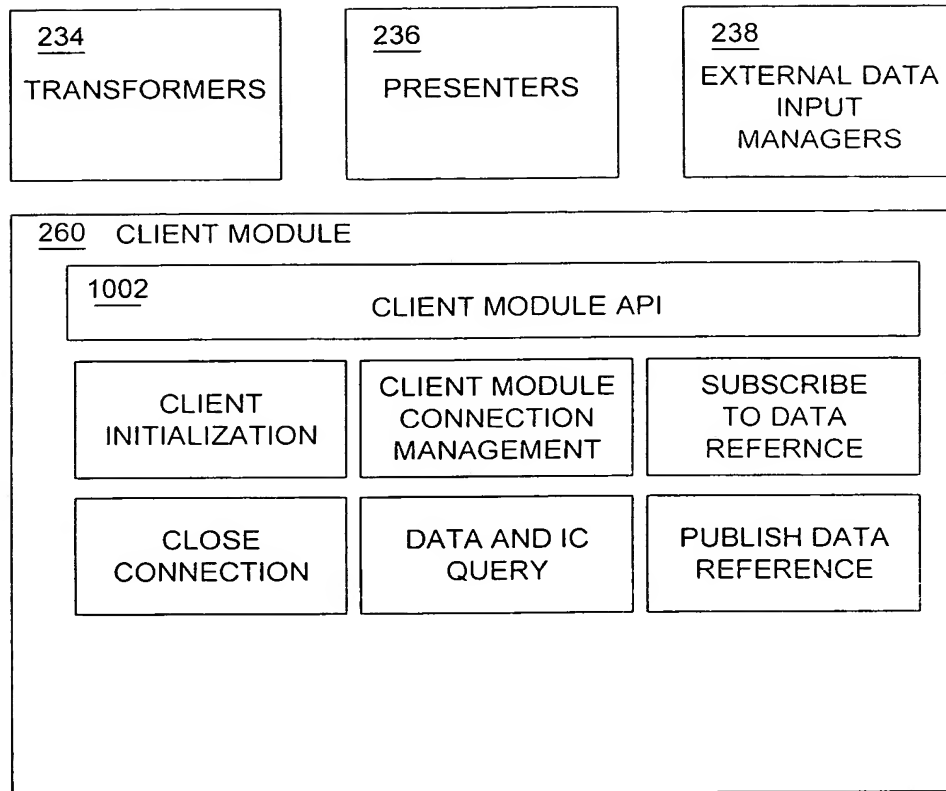 234
TRANSFORMERS
236
PRESENTERS
238
EXTERNAL DATA
INPUT
MANAGERS
260 CLIENT MODULE
1002
CLIENT MODULE API
CLIENT
INITIALIZATION
CLIENT MODULE
CONNECTION
MANAGEMENT
SUBSCRIBE
TO DATA
REFERNCE
CLOSE
CONNECTION
DATA AND IC
QUERY
PUBLISH DATA
REFERENCE